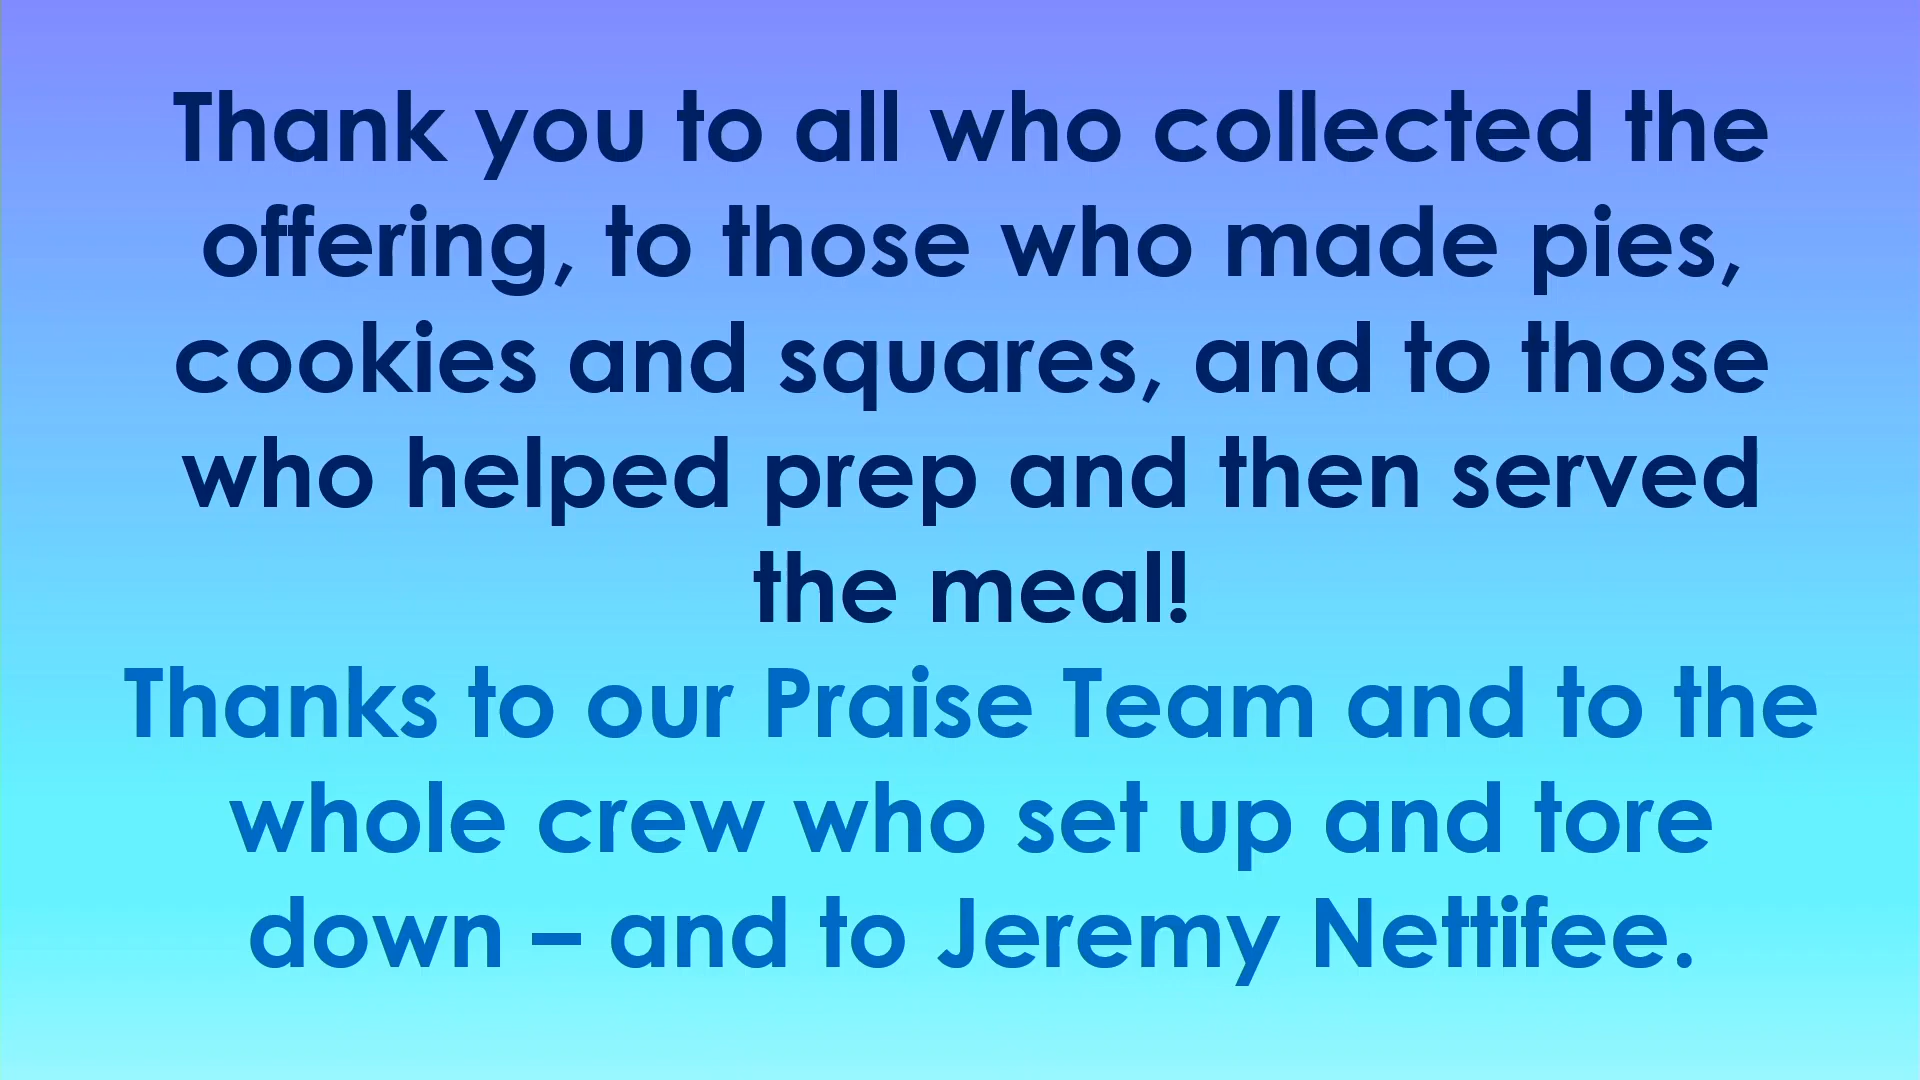 Thank you to all who collected the
offering, to those who made pies,
cookies and squares, and to those
who helped prep and then served
the meal!
Thanks to our Praise Team and to the
whole crew who set up and tore
down – and to Jeremy Nettifee.